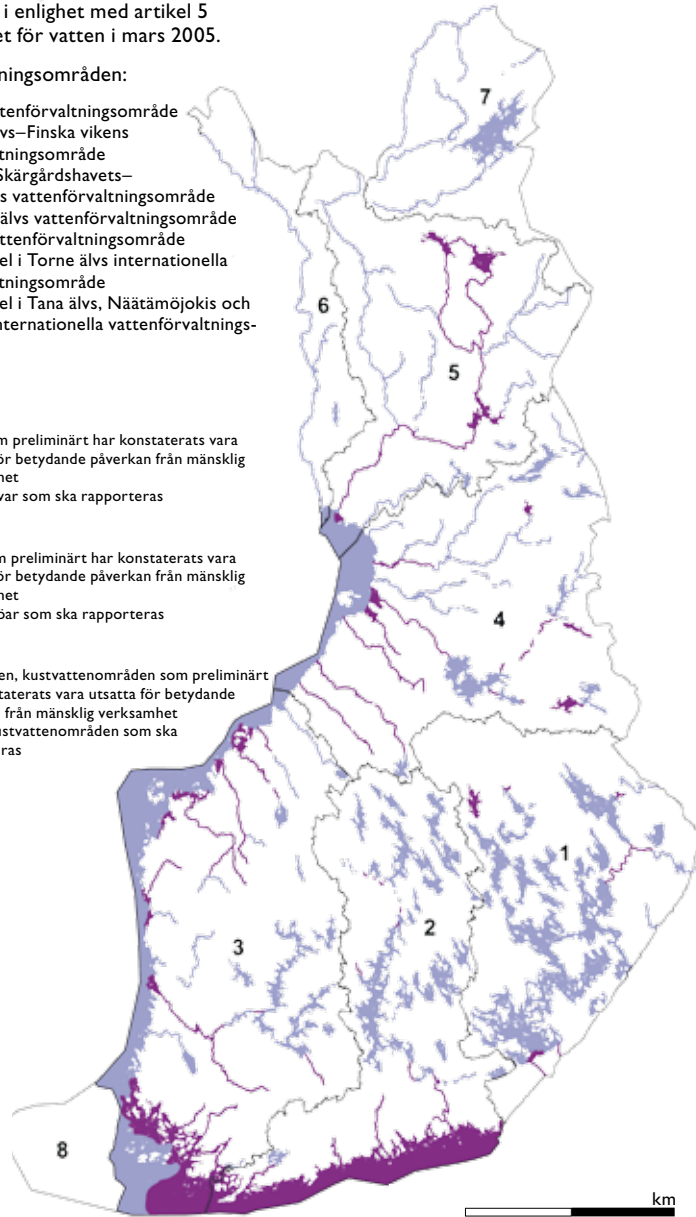 i enlighet med artikel 5
et för vatten i mars 2005.
ningsområden:
ttenförvaltningsområde
lvs–Finska vikens
tningsområde
Skärgårdshavets–
s vattenförvaltningsområde
älvs vattenförvaltningsområde
ttenförvaltningsområde
el i Torne älvs internationella
tningsområde
el i Tana älvs, Näätämöjokis och
nternationella vattenförvaltnings-
m preliminärt har konstaterats vara
ör betydande påverkan från mänsklig
het
var som ska rapporteras
m preliminärt har konstaterats vara
ör betydande påverkan från mänsklig
het
öar som ska rapporteras
en, kustvattenområden som preliminärt
staterats vara utsatta för betydande
från mänsklig verksamhet
ustvattenområden som ska
ras
7
6
5
4
1
2
3
8
km